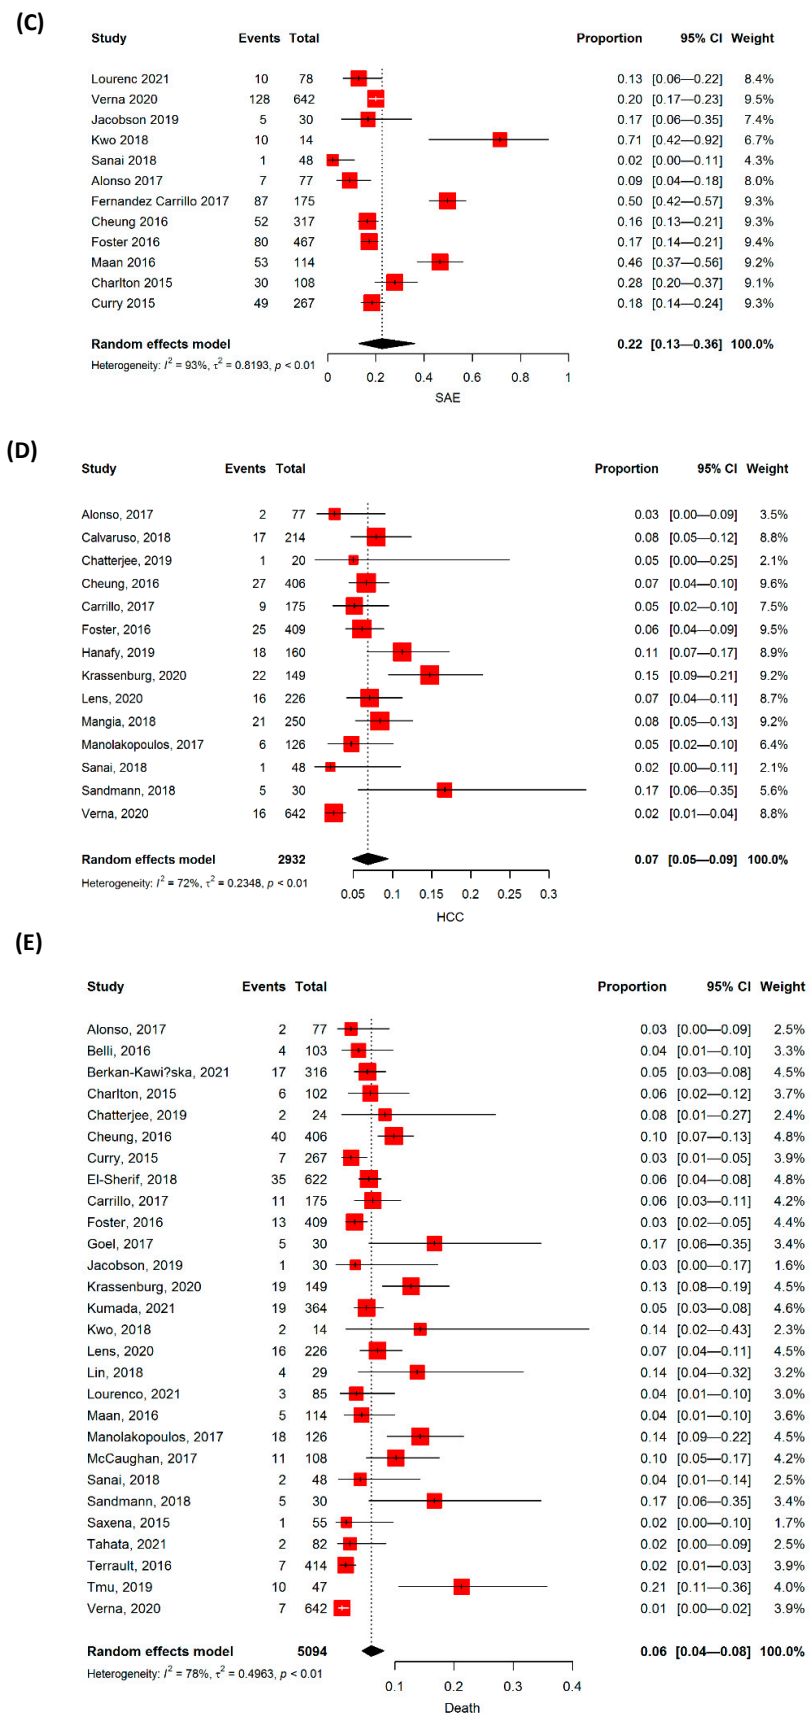 (C)
Study Events Total Proportion 95% CI Weight
Lourenc 2021 10 78 0.13 [0.06—0.22] 8.4%
Verna 2020 128 642 0.20 [0.17—0.23] 9.5%
Jacobson 2019 5 30 0.17 [0.06—0.35] 7.4%
Kwo 2018 10 14 0.71 [0.42—0.92] 6.7%
Sanai 2018 1 48 0.02 [0.00—0.11] 4.3%
Alonso 2017 7 77 0.09 [0.04—0.18] 8.0%
Fernandez Carrillo 2017 87 175 0.50 [0.42—0.57] 9.3%
Cheung 2016 52 317 0.16 [0.13—0.21] 9.3%
Foster 2016 80 467 0.17 [0.14—0.21] 9.4%
Maan 2016 53 114 0.46 [0.37—0.56] 9.2%
Charlton 2015 30 108 0.28 [0.20—0.37] 9.1%
Curry 2015 49 267 0.18 [0.14—0.24] 9.3%
Random effects model 0.22 [0.13—0.36] 100.0%
Heterogeneity: I² = 93%, τ² = 0.8193, p < 0.01
0 0.2 0.4 0.6 0.8 1
SAE
(D)
Study Events Total Proportion 95% CI Weight
Alonso, 2017 2 77 0.03 [0.00—0.09] 3.5%
Calvaruso, 2018 17 214 0.08 [0.05—0.12] 8.8%
Chatterjee, 2019 1 20 0.05 [0.00—0.25] 2.1%
Cheung, 2016 27 406 0.07 [0.04—0.10] 9.6%
Carrillo, 2017 9 175 0.05 [0.02—0.10] 7.5%
Foster, 2016 25 409 0.06 [0.04—0.09] 9.5%
Hanafy, 2019 18 160 0.11 [0.07—0.17] 8.9%
Krassenburg, 2020 22 149 0.15 [0.09—0.21] 9.2%
Lens, 2020 16 226 0.07 [0.04—0.11] 8.7%
Mangia, 2018 21 250 0.08 [0.05—0.13] 9.2%
Manolakopoulos, 2017 6 126 0.05 [0.02—0.10] 6.4%
Sanai, 2018 1 48 0.02 [0.00—0.11] 2.1%
Sandmann, 2018 5 30 0.17 [0.06—0.35] 5.6%
Verna, 2020 16 642 0.02 [0.01—0.04] 8.8%
Random effects model 2932 0.07 [0.05—0.09] 100.0%
Heterogeneity: I² = 72%, τ² = 0.2348, p < 0.01
0.05 0.1 0.15 0.2 0.25 0.3
HCC
(E)
Study Events Total Proportion 95% CI Weight
Alonso, 2017 2 77 0.03 [0.00—0.09] 2.5%
Belli, 2016 4 103 0.04 [0.01—0.10] 3.3%
Berkan-Kawi?ska, 2021 17 316 0.05 [0.03—0.08] 4.5%
Charlton, 2015 6 102 0.06 [0.02—0.12] 3.7%
Chatterjee, 2019 2 24 0.08 [0.01—0.27] 2.4%
Cheung, 2016 40 406 0.10 [0.07—0.13] 4.8%
Curry, 2015 7 267 0.03 [0.01—0.05] 3.9%
El-Sherif, 2018 35 622 0.06 [0.04—0.08] 4.8%
Carrillo, 2017 11 175 0.06 [0.03—0.11] 4.2%
Foster, 2016 13 409 0.03 [0.02—0.05] 4.4%
Goel, 2017 5 30 0.17 [0.06—0.35] 3.4%
Jacobson, 2019 1 30 0.03 [0.00—0.17] 1.6%
Krassenburg, 2020 19 149 0.13 [0.08—0.19] 4.5%
Kumada, 2021 19 364 0.05 [0.03—0.08] 4.6%
Kwo, 2018 2 14 0.14 [0.02—0.43] 2.3%
Lens, 2020 16 226 0.07 [0.04—0.11] 4.5%
Lin, 2018 4 29 0.14 [0.04—0.32] 3.2%
Lourenco, 2021 3 85 0.04 [0.01—0.10] 3.0%
Maan, 2016 5 114 0.04 [0.01—0.10] 3.6%
Manolakopoulos, 2017 18 126 0.14 [0.09—0.22] 4.5%
McCaughan, 2017 11 108 0.10 [0.05—0.17] 4.2%
Sanai, 2018 2 48 0.04 [0.01—0.14] 2.5%
Sandmann, 2018 5 30 0.17 [0.06—0.35] 3.4%
Saxena, 2015 1 55 0.02 [0.00—0.10] 1.7%
Tahata, 2021 2 82 0.02 [0.00—0.09] 2.5%
Terrault, 2016 7 414 0.02 [0.01—0.03] 3.9%
Tmu, 2019 10 47 0.21 [0.11—0.36] 4.0%
Verna, 2020 7 642 0.01 [0.00—0.02] 3.9%
Random effects model 5094 0.06 [0.04—0.08] 100.0%
Heterogeneity: I² = 78%, τ² = 0.4963, p < 0.01
0.1 0.2 0.3 0.4
Death